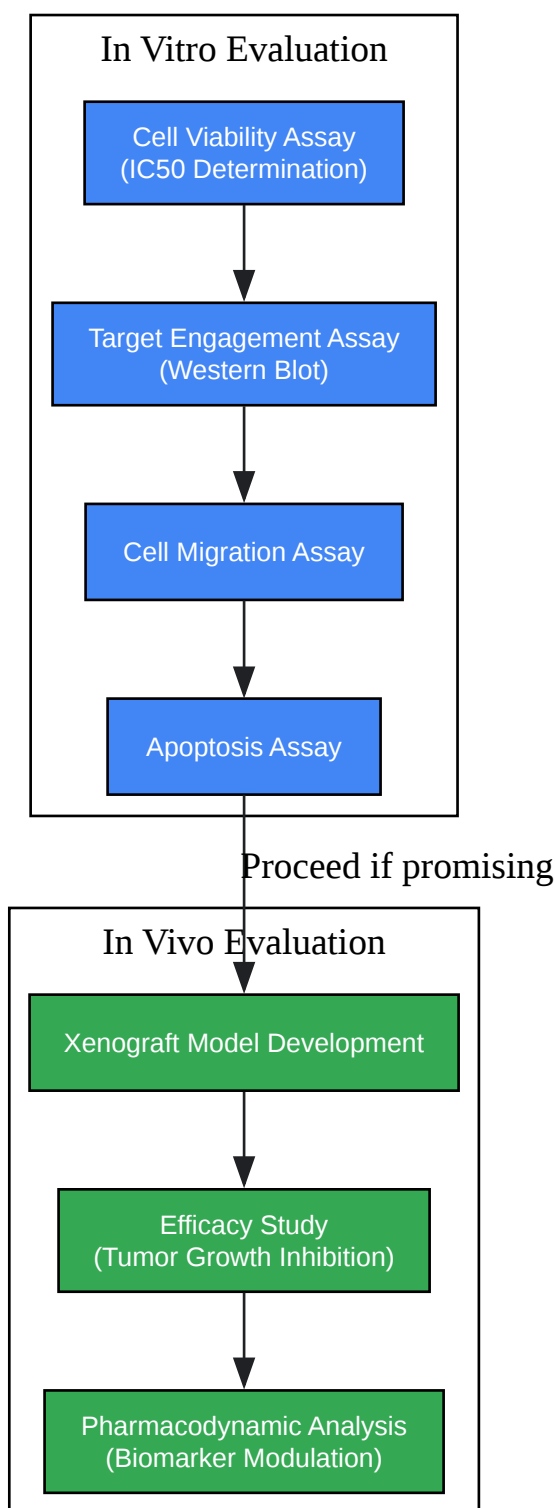 In Vitro Evaluation
Cell Viability Assay
(IC50 Determination)
Target Engagement Assay
(Western Blot)
Cell Migration Assay
Apoptosis Assay
Proceed if promising
In Vivo Evaluation
Xenograft Model Development
Efficacy Study
(Tumor Growth Inhibition)
Pharmacodynamic Analysis
(Biomarker Modulation)